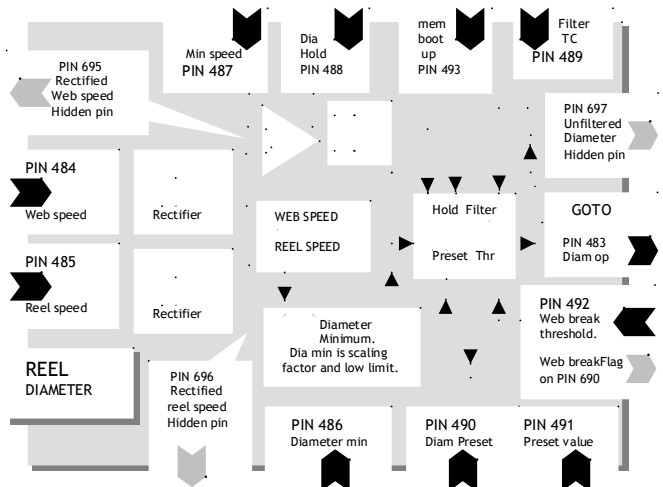 Min speed
PIN 487
Dia
Hold
PIN 488
mem
boot
up
PIN 493
Filter
TC
PIN 489
PIN 695
Rectified
Web speed
Hidden pin
PIN 697
Unfiltered
Diameter
Hidden pin
PIN 484
Web speed
Rectifier
WEB SPEED
REEL SPEED
Hold Filter
Preset Thr
GOTO
PIN 483
Diam op
PIN 485
Reel speed
Rectifier
Diameter
Minimum.
Dia min is scaling
factor and low limit.
PIN 492
Web break
threshold.
Web breakFlag
on PIN 690
REEL
DIAMETER
PIN 696
Rectified
reel speed
Hidden pin
PIN 486
Diameter min
PIN 490
Diam Preset
PIN 491
Preset value